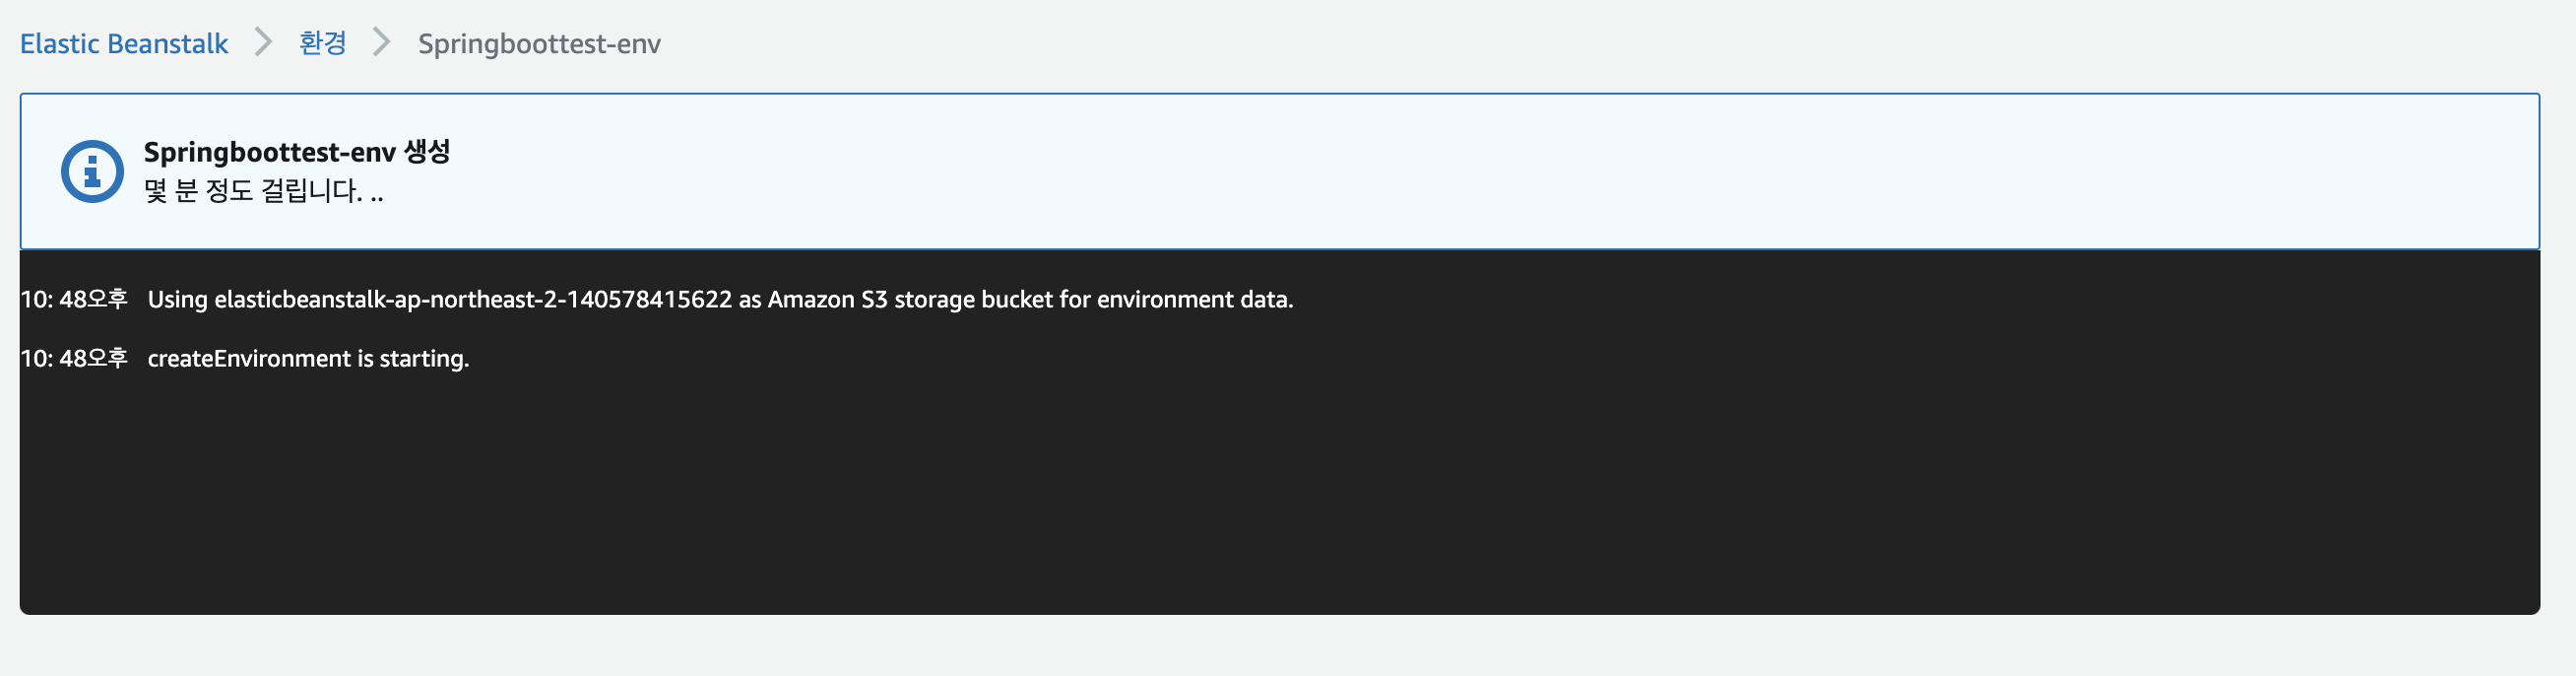 Elastic Beanstalk > 환경 > Springboottest-env
Springboottest-env 생성
몇 분 정도 걸립니다. ..
10: 48오후 Using elasticbeanstalk-ap-northeast-2-140578415622 as Amazon S3 storage bucket for environment data.
10: 48오후 createEnvironment is starting.